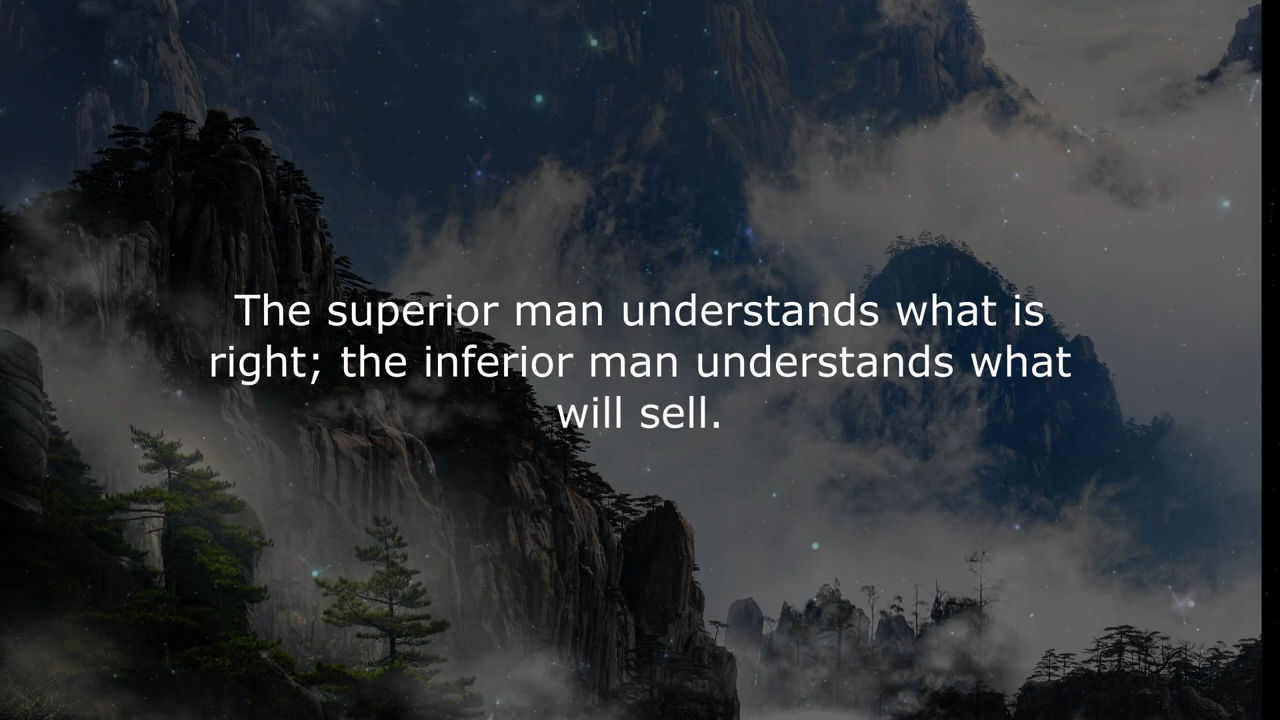 The superior man understands what is
right; the inferior man understands what
will sell.